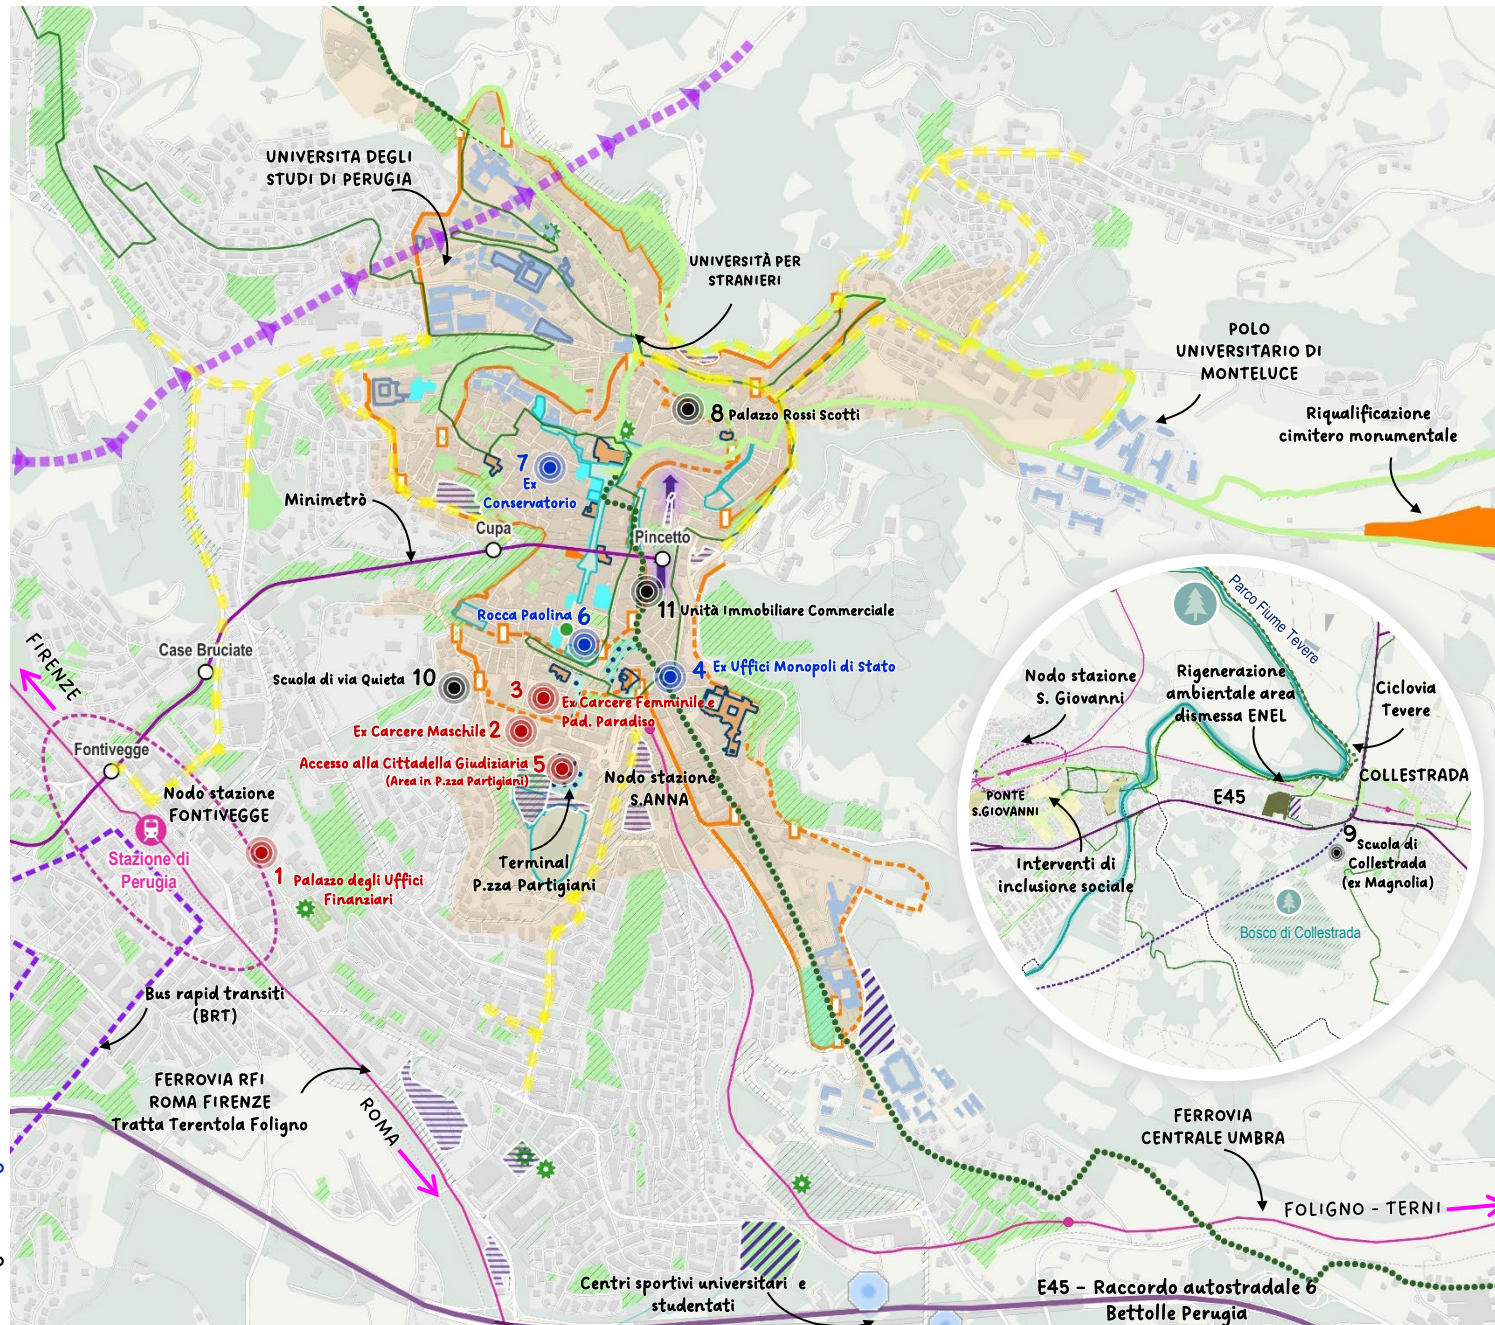 UNIVERSITA DEGLI
STUDI DI PERUGIA
UNIVERSITÀ PER
STRANIERI
POLO
UNIVERSITARIO DI
MONTELUCE
Riqualificazione
cimitero monumentale
8 Palazzo Rossi Scotti
7
Ex
Conservatorio
Minimetrò
Cupa
Pincetto
11 Unità Immobiliare Commerciale
Rocca Paolina 6
Case Bruciate
FIRENZE
Scuola di via Quieta 10
4 Ex Uffici Monopoli di Stato
3
Ex Carcere Femminile e
Pad. Paradiso
Ex Carcere Maschile 2
Accesso alla Cittadella Giudiziaria 5
(Area in P.zza Partigiani)
Fontivegge
Nodo stazione
FONTIVEGGE
Nodo stazione
S.ANNA
Stazione di
Perugia
Terminal
P.zza Partigiani
1 Palazzo degli Uffici
Finanziari
Bus rapid transiti
(BRT)
FERROVIA RFI
ROMA FIRENZE
Tratta Terentola Foligno
ROMA
Parco Fiume Tevere
Nodo stazione
S. Giovanni
Rigenerazione
ambientale area
dismessa ENEL
Ciclovia
Tevere
COLLESTRADA
E45
PONTE
S.GIOVANNI
9 Scuola di
Collestrada
(ex Magnolia)
Interventi di
inclusione sociale
Bosco di Collestrada
FERROVIA
CENTRALE UMBRA
FOLIGNO - TERNI
Centri sportivi universitari e
studentati
E45 - Raccordo autostradale 6
Bettolle Perugia